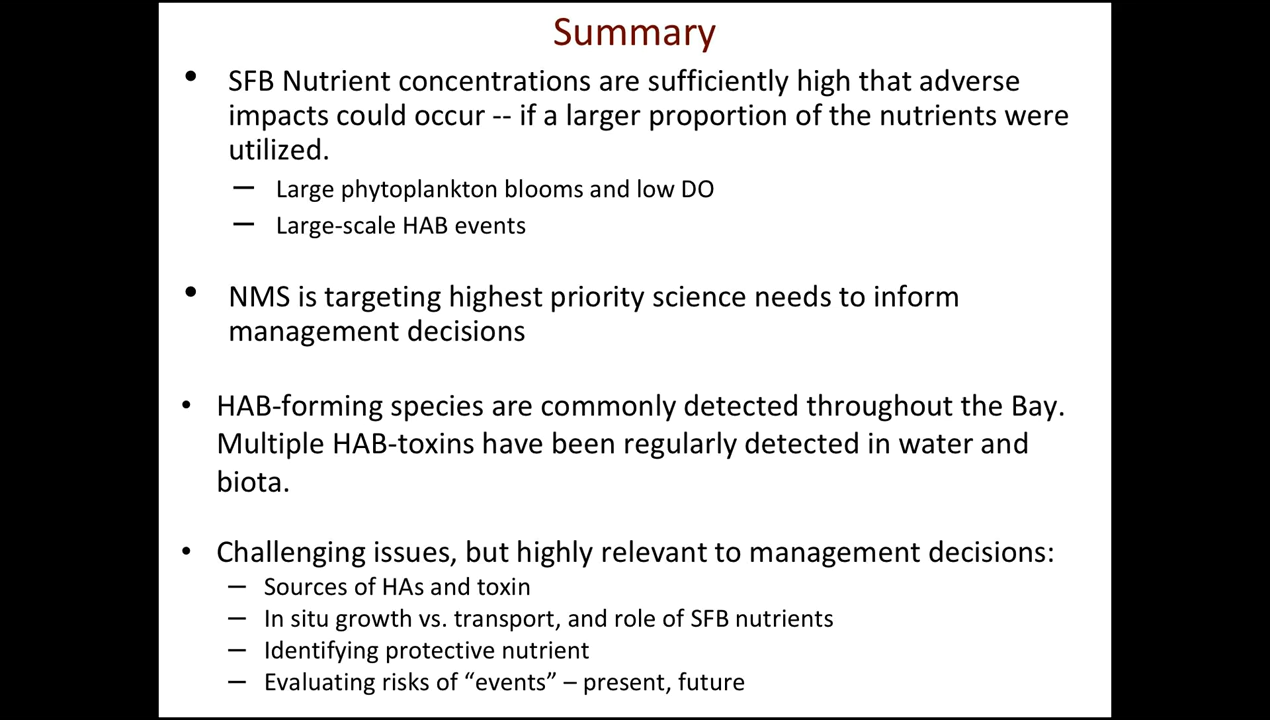 Summary
• SFB Nutrient concentrations are sufficiently high that adverse
impacts could occur -- if a larger proportion of the nutrients were
utilized.
– Large phytoplankton blooms and low DO
– Large-scale HAB events
• NMS is targeting highest priority science needs to inform
management decisions
• HAB-forming species are commonly detected throughout the Bay.
Multiple HAB-toxins have been regularly detected in water and
biota.
• Challenging issues, but highly relevant to management decisions:
– Sources of HAs and toxin
– In situ growth vs. transport, and role of SFB nutrients
– Identifying protective nutrient
– Evaluating risks of “events” – present, future